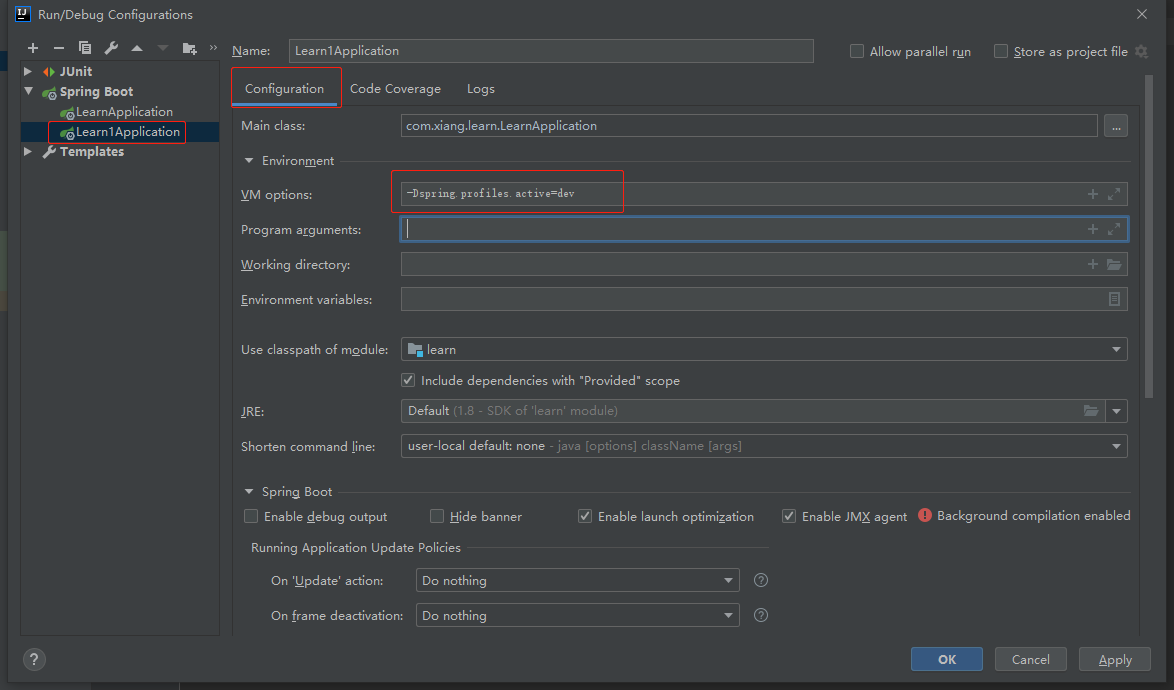 Run/Debug Configurations
Name: Learn1Application Allow parallel run Store as project file
JUnit
Spring Boot
LearnApplication
Learn1Application
Templates
Configuration Code Coverage Logs
Main class: com.xiang.learn.LearnApplication ...
Environment
VM options: -Dspring.profiles.active=dev
Program arguments:
Working directory:
Environment variables:
Use classpath of module: learn
Include dependencies with "Provided" scope
JRE: Default (1.8 - SDK of 'learn' module)
Shorten command line: user-local default: none - java [options] className [args]
Spring Boot
Enable debug output Hide banner Enable launch optimization Enable JMX agent Background compilation enabled
Running Application Update Policies
On 'Update' action: Do nothing ?
On frame deactivation: Do nothing ?
? OK Cancel Apply